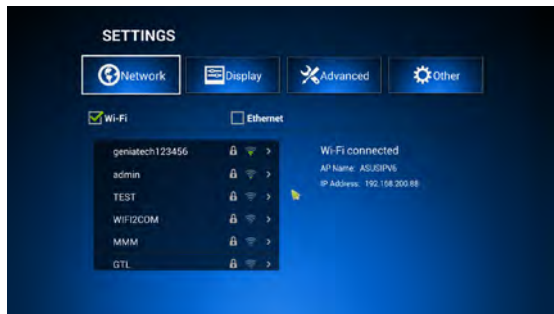 SETTINGS
Network Display Advanced Other
Wi-Fi Ethernet
geniatech123456
admin
TEST
WIFI2COM
MMM
GTL
Wi-Fi connected
AP Name: ASUSIPV6
IP Address: 192.168.200.88